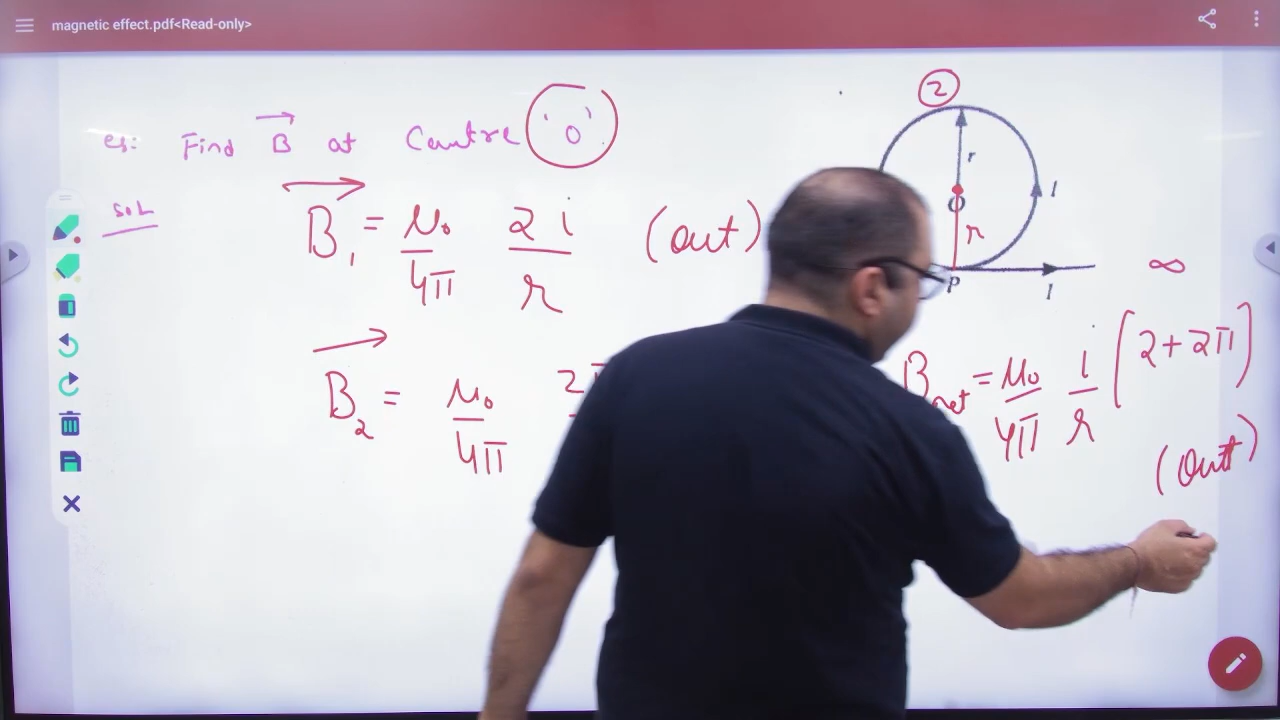 magnetic effect.pdf<Read-only>
eg: Find B at Centre 'O'
Sol
B₁ = μ₀/4π 2i/r (out)
B₂ = μ₀/4π
2
r
O
r
I
P
I
∞
Bnet = μ₀/4π i/r [2+2π]
(out)